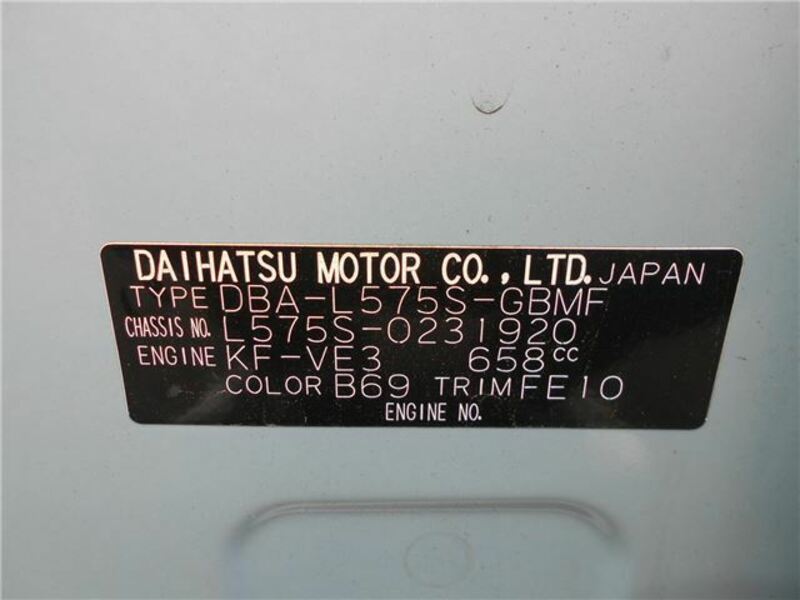 DAIHATSU MOTOR CO., LTD. JAPAN
TYPE DBA-L575S-GBMF
CHASSIS NO. L575S-0231920
ENGINE KF-VE3 658cc
COLOR B69 TRIM FE10
ENGINE NO.